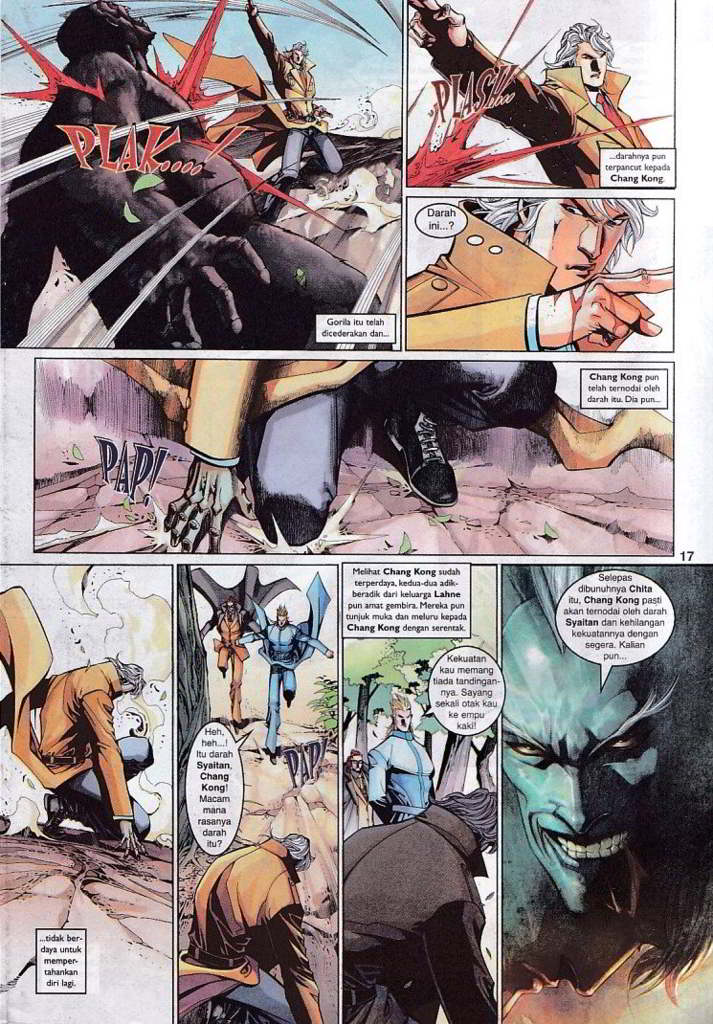 PLAK....!
Gorila itu telah
dicederakan dan...
PLASH....
...darahnya pun
terpancut kepada
Chang Kong.
Darah
ini...?
Chang Kong pun
telah ternodai oleh
darah itu. Dia pun...
PAP!
17
...tidak ber-
daya untuk
memper-
tahankan
diri lagi.
Heh,
heh...!
Itu darah
Syaitan,
Chang
Kong!
Macam
mana
rasanya
darah
itu?
PAP!
Melihat Chang Kong sudah
terperdaya, kedua-dua adik-
beradik dari keluarga Lahne
pun amat gembira. Mereka pun
tunjuk muka dan meluru kepada
Chang Kong dengan serentak.
Kekuatan
kau memang
tiada tandingan-
nya. Sayang
sekali otak kau
ke empu
kaki!
Selepas
dibunuhnya Chita
itu, Chang Kong pasti
akan ternodai oleh darah
Syaitan dan kehilangan
kekuatannya dengan
segera. Kalian
pun...